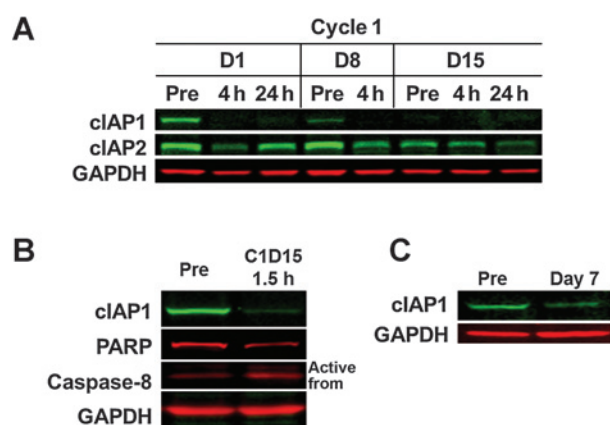 A
Cycle 1
D1 D8 D15
Pre 4 h 24 h Pre 4 h Pre 4 h 24 h
cIAP1
cIAP2
GAPDH
B
Pre C1D15
1.5 h
cIAP1
PARP
Caspase-8 Active
from
GAPDH
C
Pre Day 7
cIAP1
GAPDH